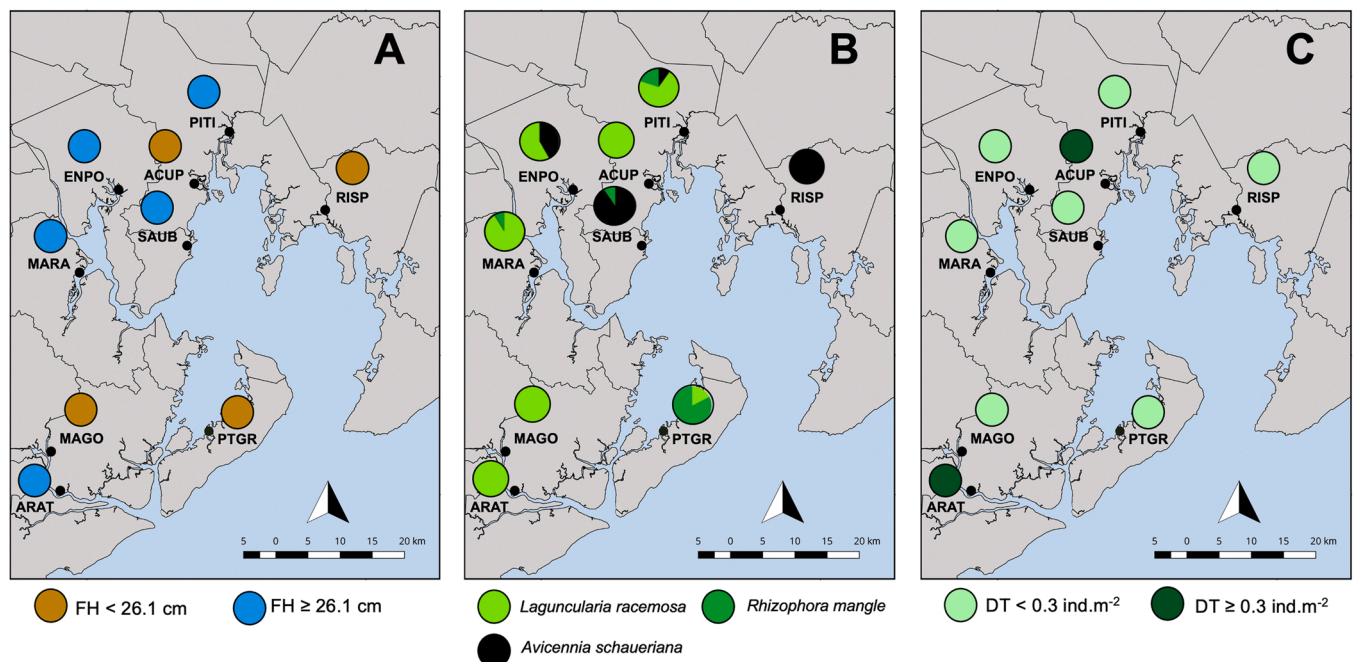 A
PITI
ENPO
ACUP
RISP
SAUB
MARA
MAGO
PTGR
ARAT
5 0 5 10 15 20 km
FH < 26.1 cm
FH ≥ 26.1 cm
B
PITI
ENPO
ACUP
RISP
SAUB
MARA
MAGO
PTGR
ARAT
5 0 5 10 15 20 km
Laguncularia racemosa
Rhizophora mangle
Avicennia schaueriana
C
PITI
ENPO
ACUP
RISP
SAUB
MARA
MAGO
PTGR
ARAT
5 0 5 10 15 20 km
DT < 0.3 ind.m⁻²
DT ≥ 0.3 ind.m⁻²